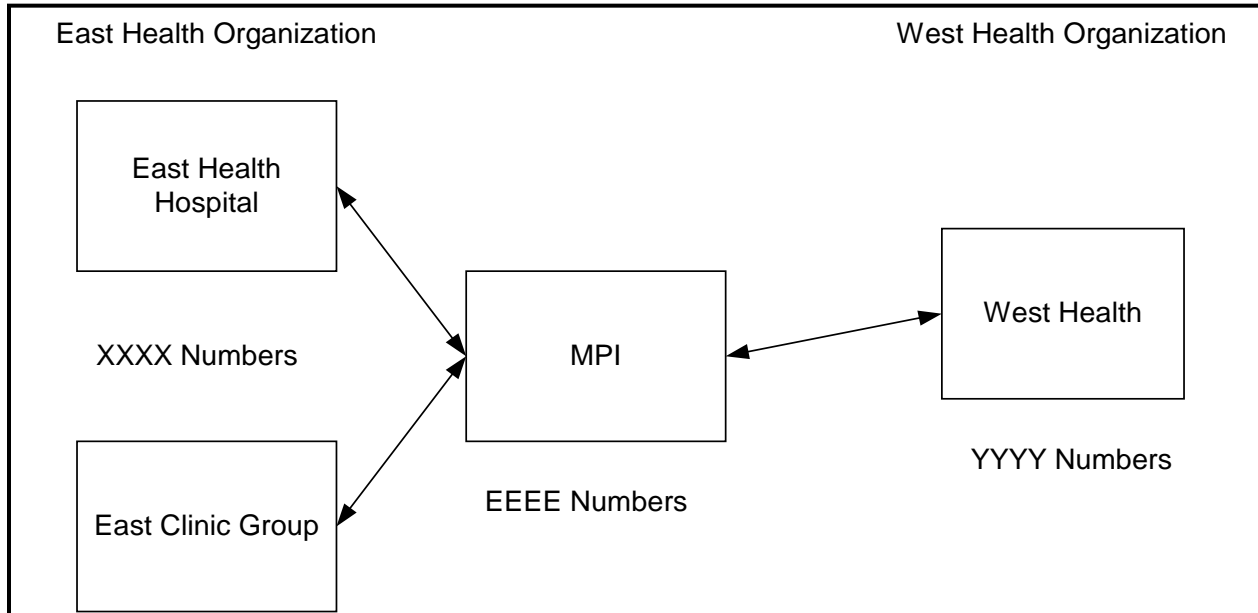 East Health Organization
West Health Organization
East Health
Hospital
West Health
XXXX Numbers
MPI
YYYY Numbers
EEEE Numbers
East Clinic Group